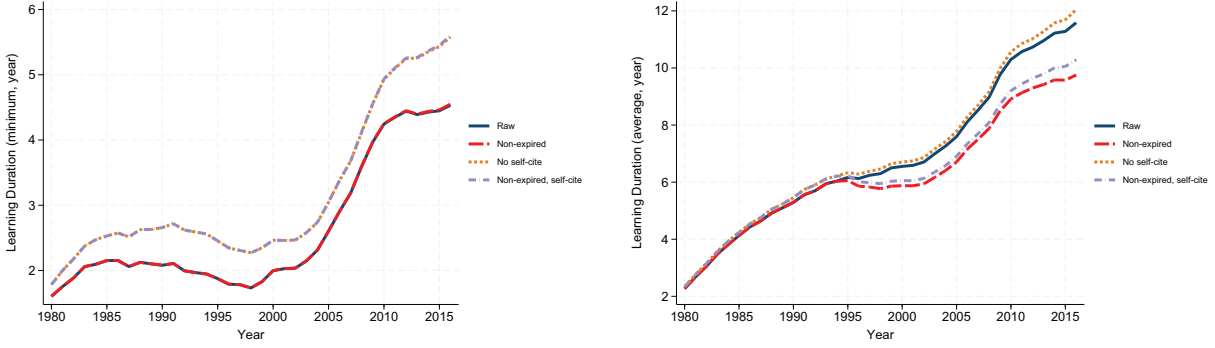 Learning Duration (minimum, year)
6
5
4
3
2
1980
1985
1990
1995
2000
2005
2010
2015
Year
Raw
Non-expired
No self-cite
Non-expired, self-cite
Learning Duration (average, year)
12
10
8
6
4
2
1980
1985
1990
1995
2000
2005
2010
2015
Year
Raw
Non-expired
No self-cite
Non-expired, self-cite